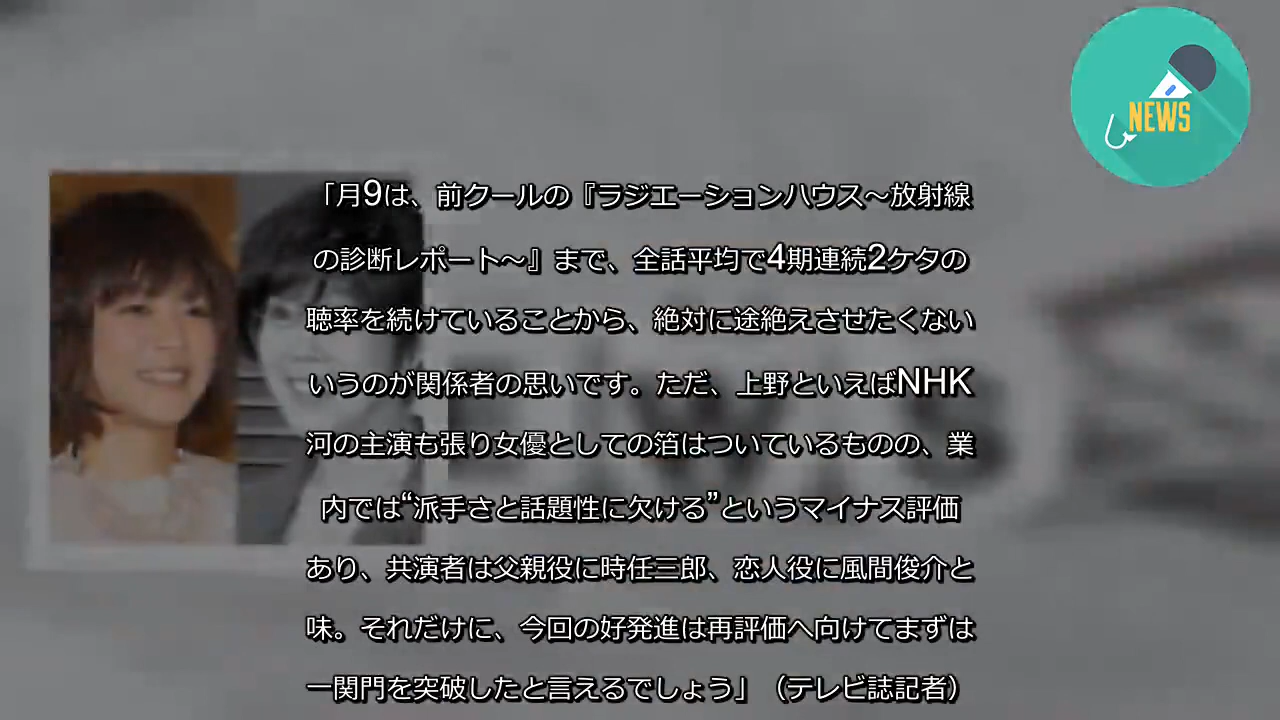 NEWS
「月9は、前クールの『ラジエーションハウス～放射線
の診断レポート～』まで、全話平均で4期連続2ケタの
聴率を続けていることから、絶対に途絶えさせたくない
いうのが関係者の思いです。ただ、上野といえばNHK
河の主演も張り女優としての箔はついているものの、業
内では“派手さと話題性に欠ける”というマイナス評価
あり、共演者は父親役に時任三郎、恋人役に風間俊介と
味。それだけに、今回の好発進は再評価へ向けてまずは
一関門を突破したと言えるでしょう」（テレビ誌記者）